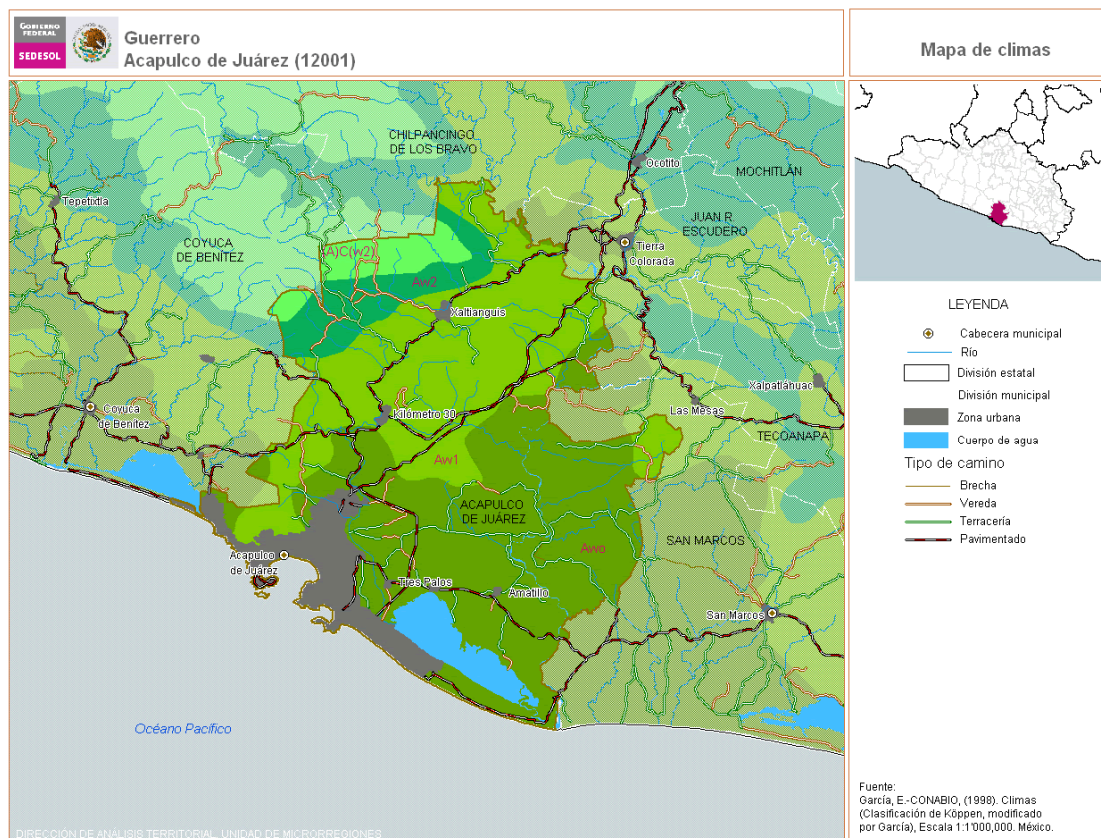 GOBIERNO
FEDERAL
SEDESOL
Guerrero
Acapulco de Juárez (12001)
Mapa de climas
CHILPANCINGO
DE LOS BRAVO
Ocotito
MOCHITLÁN
Tepetixtla
JUAN R.
ESCUDERO
COYUCA
DE BENÍTEZ
A)C(w2)
Tierra
Colorada
Aw2
Xaltianguis
Xalpatláhuac
Coyuca
de Benítez
Kilómetro 30
Las Mesas
TECOANAPA
Aw1
ACAPULCO
DE JUÁREZ
SAN MARCOS
Awo
Acapulco
de Juárez
Tres Palos
Amatillo
San Marcos
Océano Pacífico
DIRECCIÓN DE ANÁLISIS TERRITORIAL, UNIDAD DE MICRORREGIONES
LEYENDA
Cabecera municipal
Río
División estatal
División municipal
Zona urbana
Cuerpo de agua
Tipo de camino
Brecha
Vereda
Terracería
Pavimentado
Fuente:
García, E.-CONABIO, (1998). Climas
(Clasificación de Köppen, modificado
por García), Escala 1:1'000,000. México.